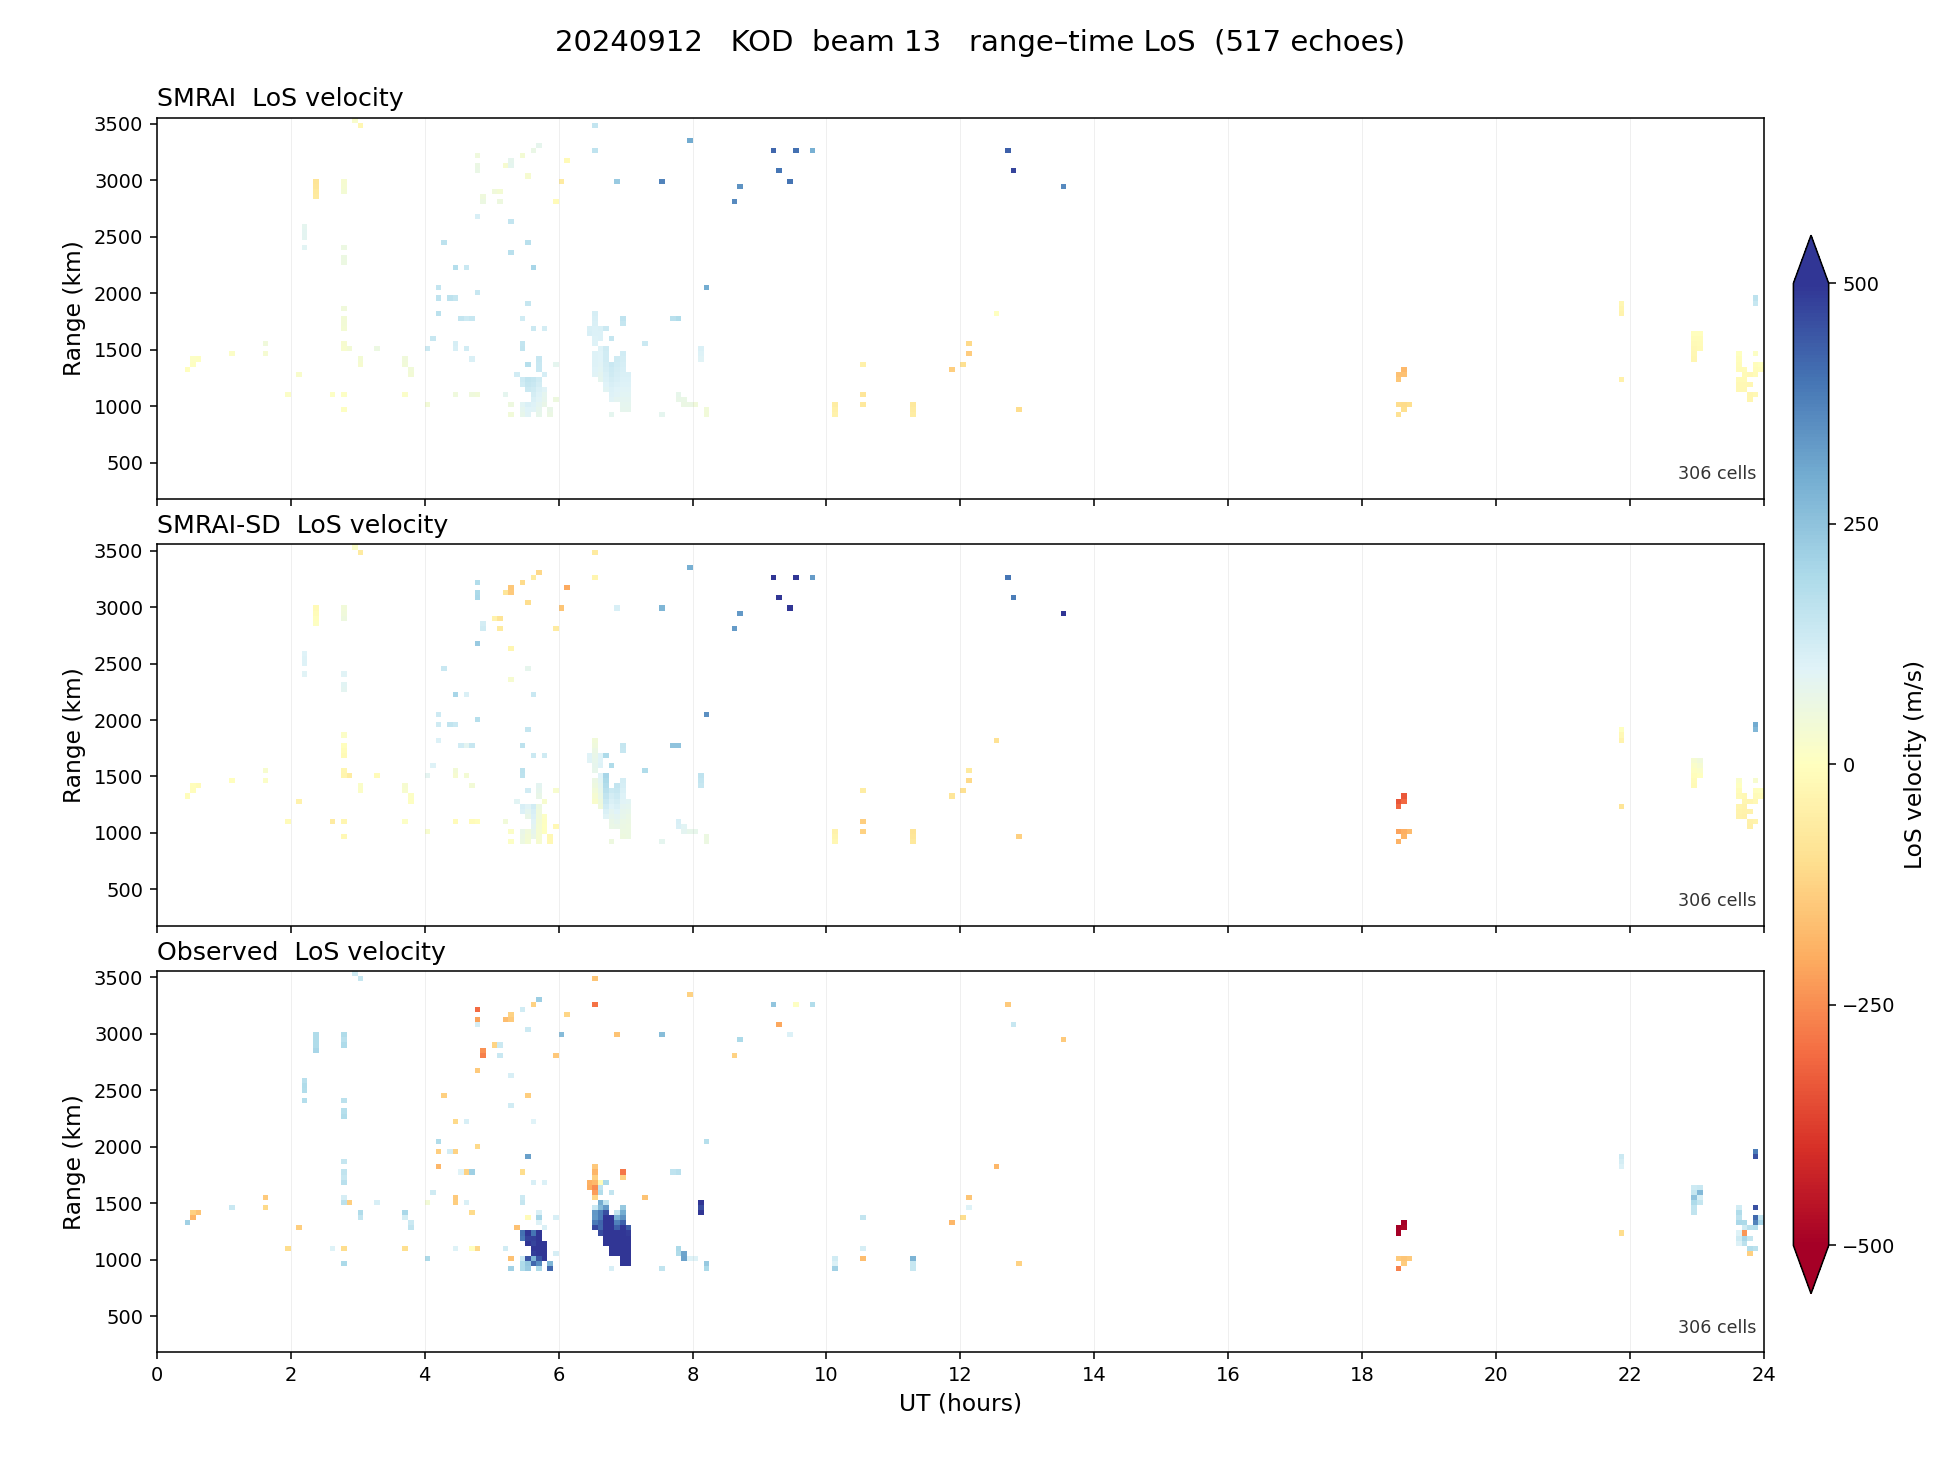 20240912   KOD  beam 13   range–time LoS  (517 echoes)
SMRAI  LoS velocity
3500
3000
2500
2000
1500
1000
500
Range (km)
306 cells
SMRAI-SD  LoS velocity
3500
3000
2500
2000
1500
1000
500
Range (km)
306 cells
Observed  LoS velocity
3500
3000
2500
2000
1500
1000
500
Range (km)
306 cells
0 2 4 6 8 10 12 14 16 18 20 22 24
UT (hours)
500
250
0
−250
−500
LoS velocity (m/s)